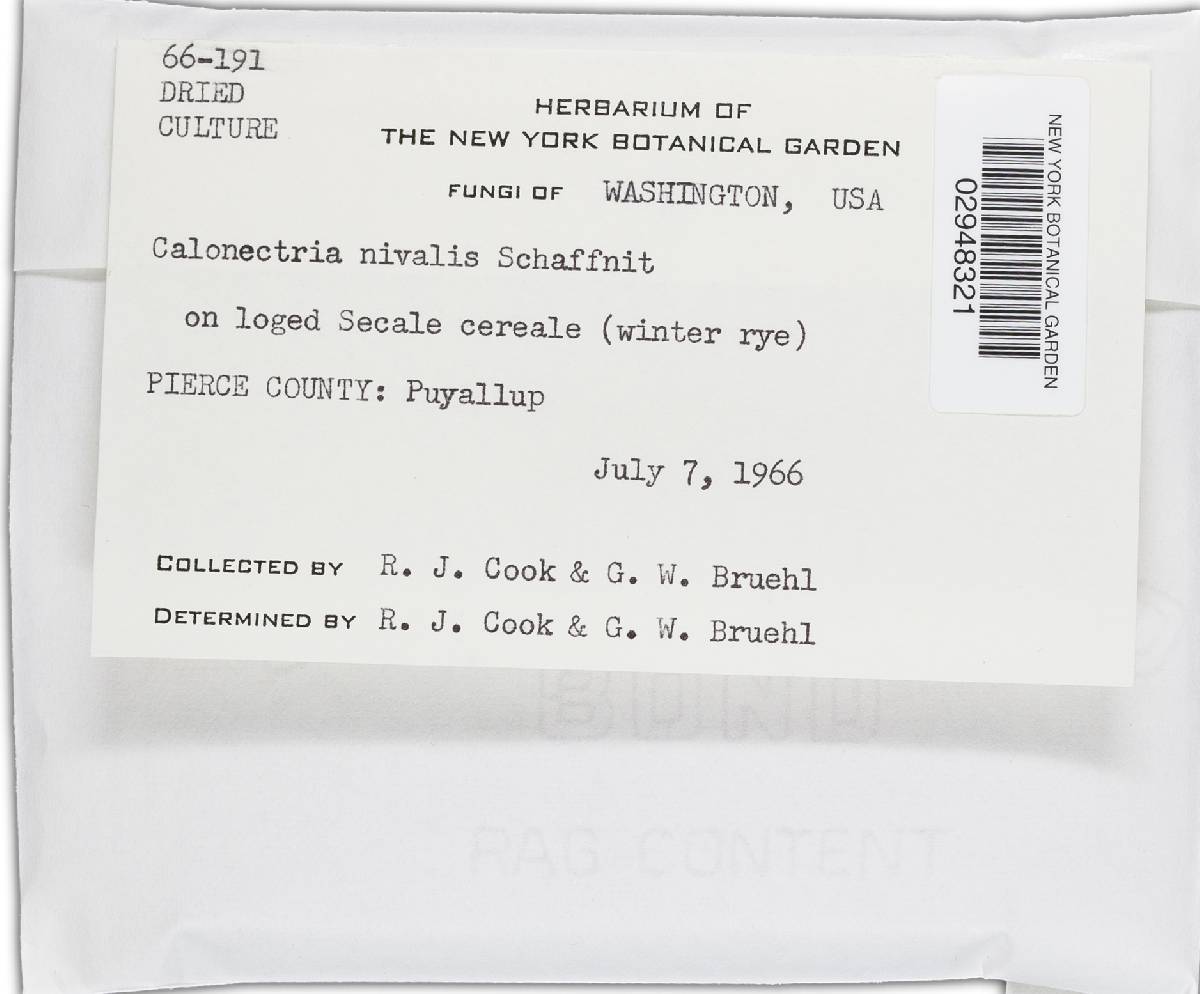 66-191
DRIED
CULTURE
HERBARIUM OF
THE NEW YORK BOTANICAL GARDEN
FUNGI OF WASHINGTON, USA
Calonectria nivalis Schaffnit
on loged Secale cereale (winter rye)
PIERCE COUNTY: Puyallup
July 7, 1966
COLLECTED BY R. J. Cook & G. W. Bruehl
DETERMINED BY R. J. Cook & G. W. Bruehl
NEW YORK BOTANICAL GARDEN
02948321
BOND
RAG CONTENT